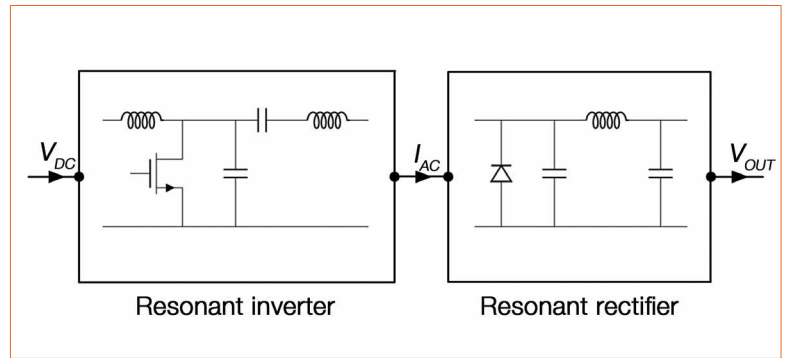 V_DC
I_AC
V_OUT
Resonant inverter
Resonant rectifier